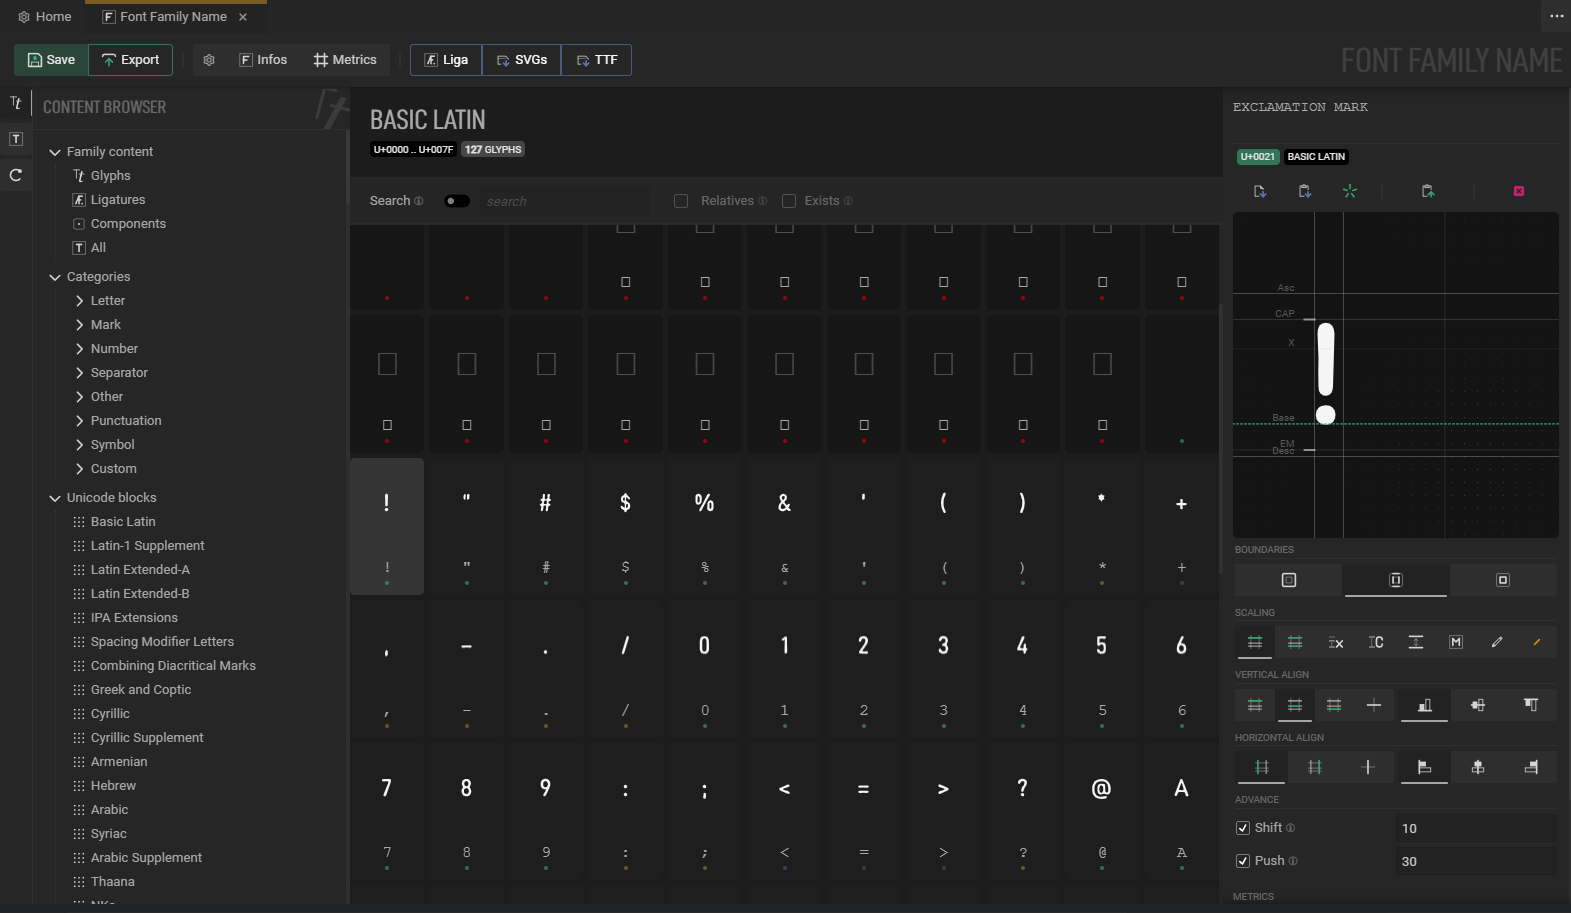 Home
Font Family Name
Save
Export
Infos
Metrics
Liga
SVGs
TTF
FONT FAMILY NAME
CONTENT BROWSER
Family content
Glyphs
Ligatures
Components
All
Categories
Letter
Mark
Number
Separator
Other
Punctuation
Symbol
Custom
Unicode blocks
Basic Latin
Latin-1 Supplement
Latin Extended-A
Latin Extended-B
IPA Extensions
Spacing Modifier Letters
Combining Diacritical Marks
Greek and Coptic
Cyrillic
Cyrillic Supplement
Armenian
Hebrew
Arabic
Syriac
Arabic Supplement
Thaana
BASIC LATIN
U+0000 .. U+007F 127 GLYPHS
Search search Relatives Exists
! " # $ % & ' ( ) * +
! " # $ % & ' ( ) * +
, - . / 0 1 2 3 4 5 6
, - . / 0 1 2 3 4 5 6
7 8 9 : ; < = > ? @ A
7 8 9 : ; < = > ? @ A
EXCLAMATION MARK
U+0021 BASIC LATIN
Asc
CAP
X
!
Base
EM
Desc
BOUNDARIES
SCALING
VERTICAL ALIGN
HORIZONTAL ALIGN
ADVANCE
Shift 10
Push 30
METRICS